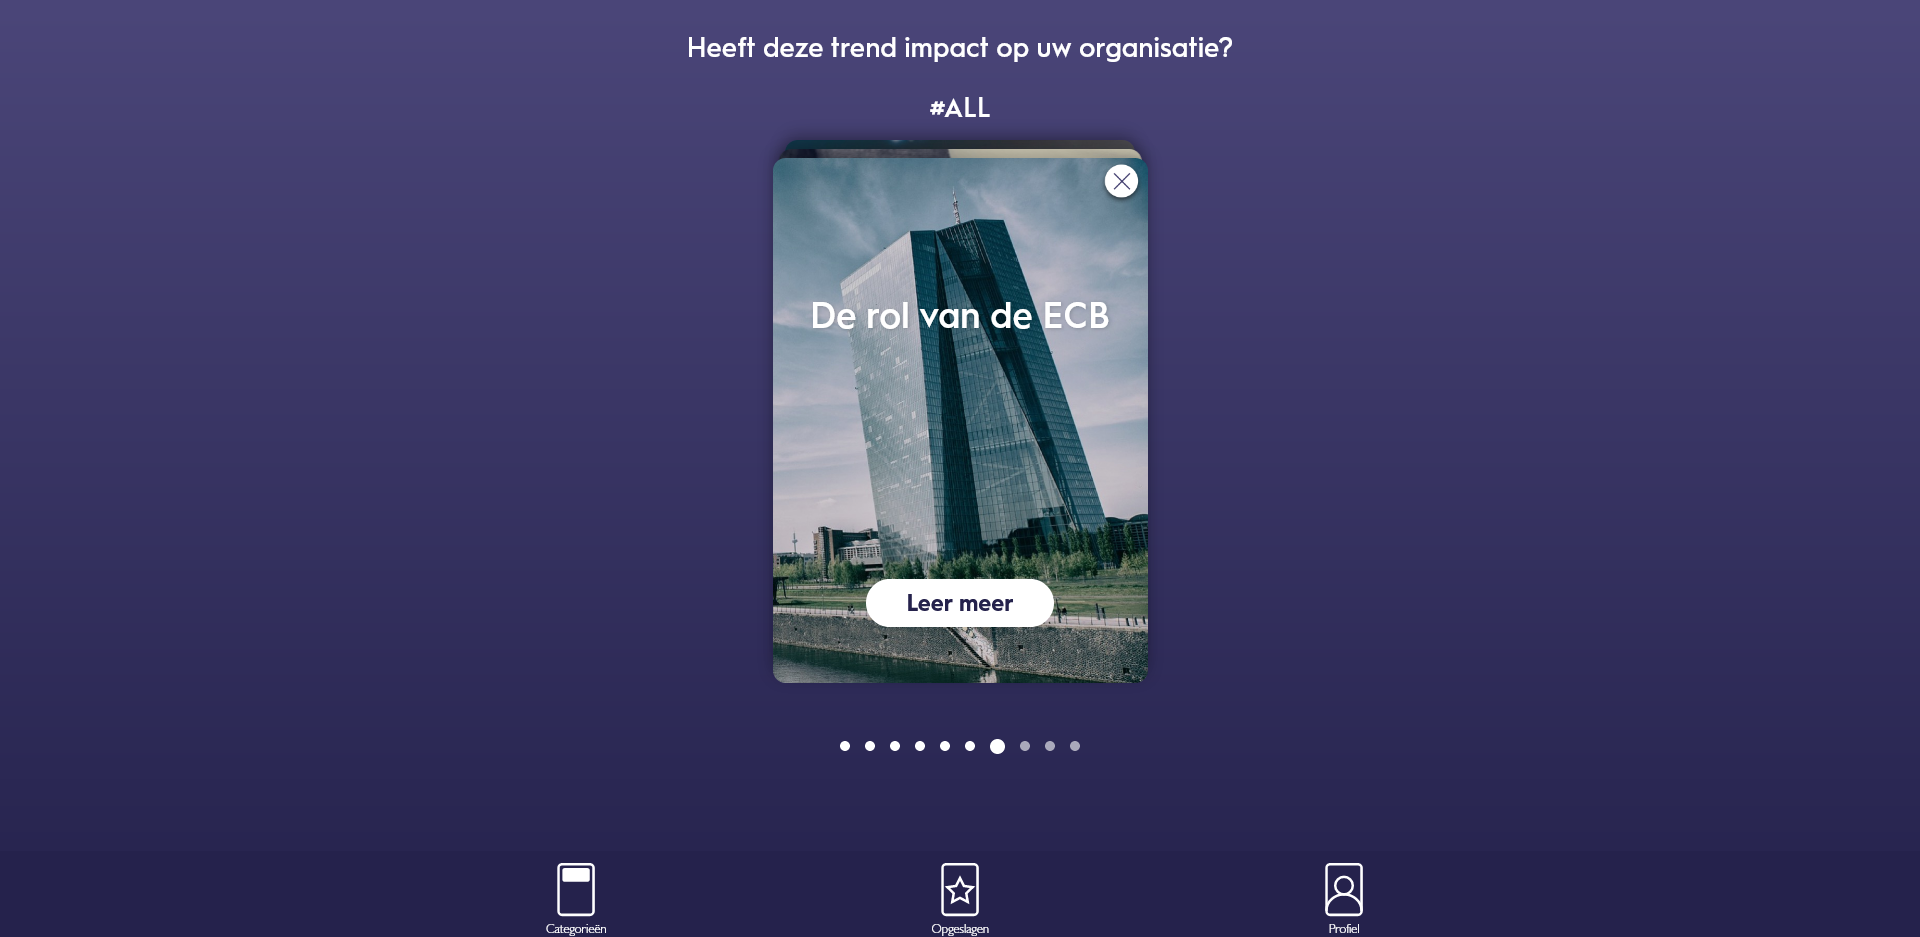 Heeft deze trend impact op uw organisatie?
#ALL
De rol van de ECB
Leer meer
Categorieën
Opgeslagen
Profiel